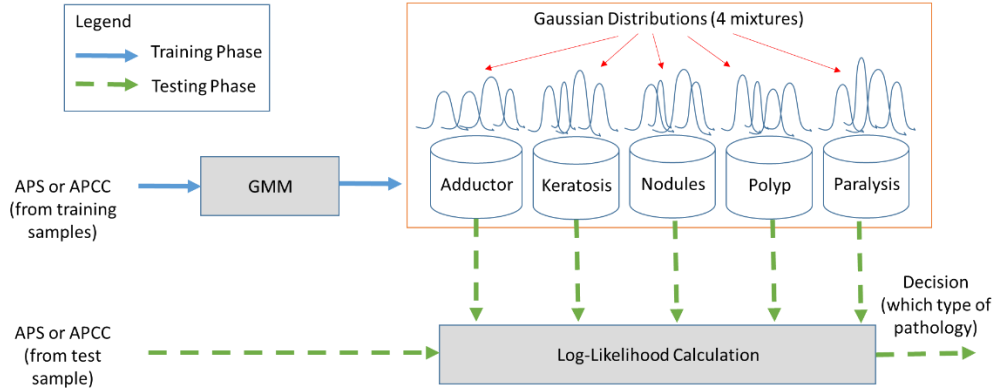 Legend
Training Phase
Testing Phase
Gaussian Distributions (4 mixtures)
Adductor
Keratosis
Nodules
Polyp
Paralysis
APS or APCC
(from training
samples)
GMM
APS or APCC
(from test
sample)
Log-Likelihood Calculation
Decision
(which type of
pathology)